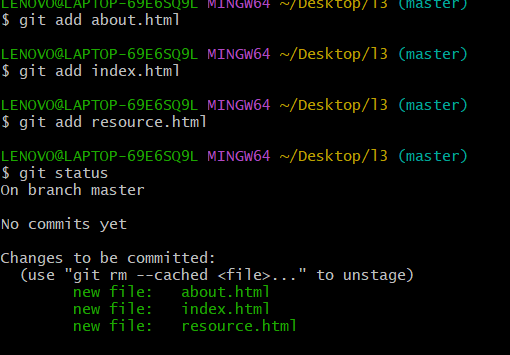 LENOVO@LAPTOP-69E6SQ9L MINGW64 ~/Desktop/l3 (master)
$ git add about.html
LENOVO@LAPTOP-69E6SQ9L MINGW64 ~/Desktop/l3 (master)
$ git add index.html
LENOVO@LAPTOP-69E6SQ9L MINGW64 ~/Desktop/l3 (master)
$ git add resource.html
LENOVO@LAPTOP-69E6SQ9L MINGW64 ~/Desktop/l3 (master)
$ git status
On branch master
No commits yet
Changes to be committed:
  (use "git rm --cached <file>..." to unstage)
        new file:   about.html
        new file:   index.html
        new file:   resource.html